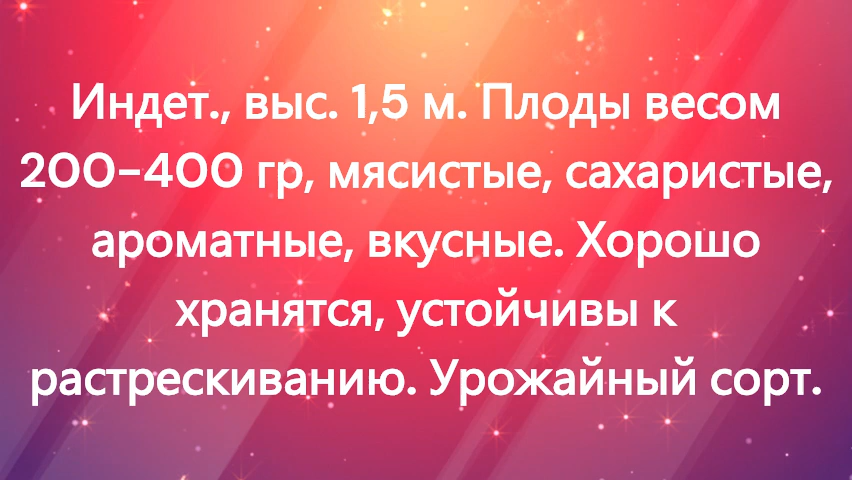 Индет., выс. 1,5 м. Плоды весом
200-400 гр, мясистые, сахаристые,
ароматные, вкусные. Хорошо
хранятся, устойчивы к
растрескиванию. Урожайный сорт.